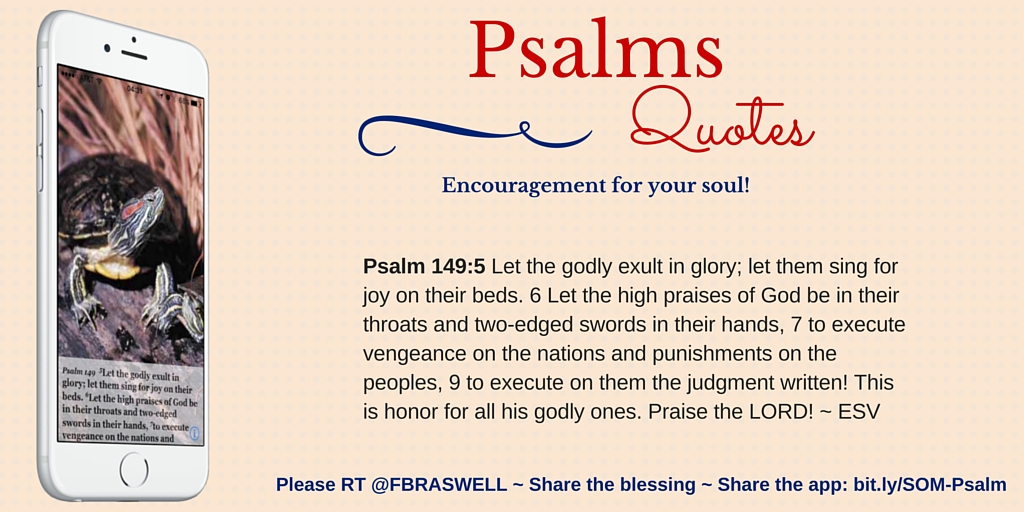 Psalms
Quotes
Encouragement for your soul!
Psalm 149:5 Let the godly exult in glory; let them sing for
joy on their beds. 6 Let the high praises of God be in their
throats and two-edged swords in their hands, 7 to execute
vengeance on the nations and punishments on the
peoples, 9 to execute on them the judgment written! This
is honor for all his godly ones. Praise the LORD! ~ ESV
04:31
Psalm 149 5Let the godly exult in
glory; let them sing for joy on their
beds. 6Let the high praises of God be
in their throats and two-edged
swords in their hands, 7to execute
vengeance on the nations and
Please RT @FBRASWELL ~ Share the blessing ~ Share the app: bit.ly/SOM-Psalm